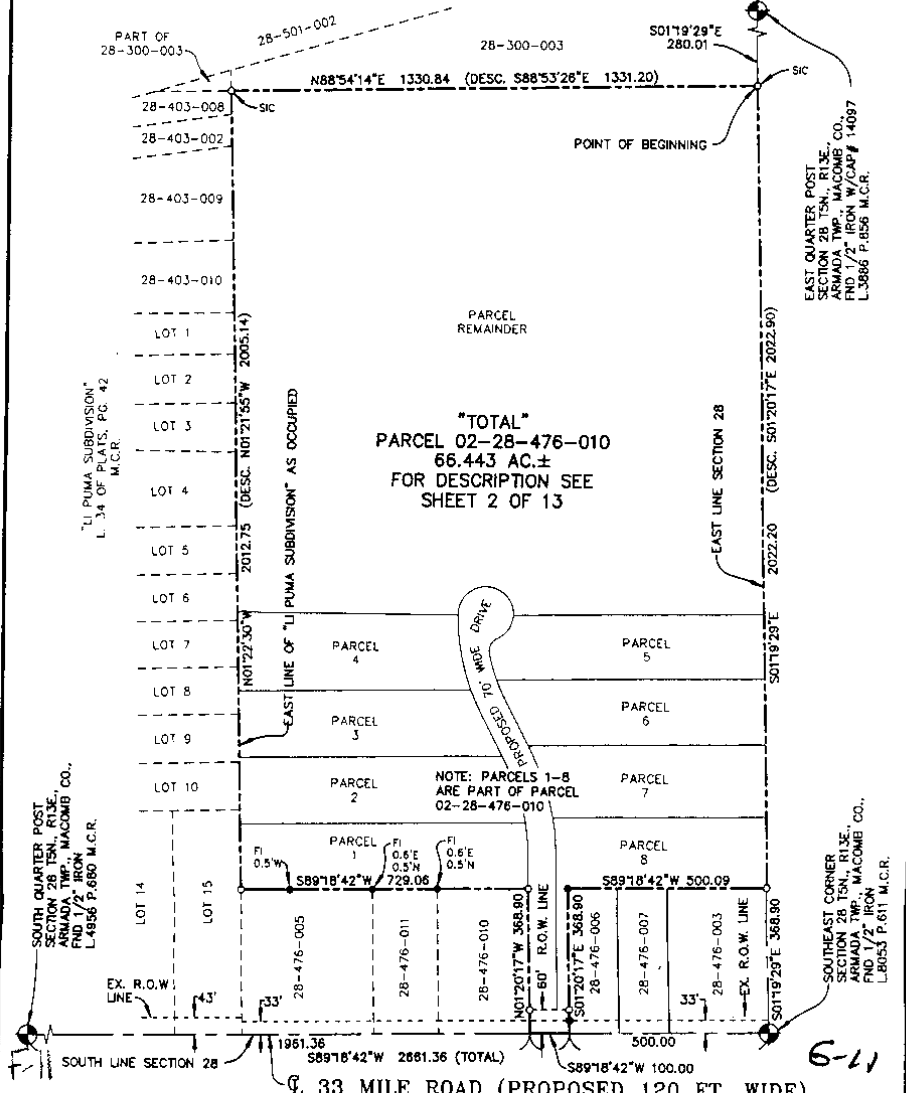 PART OF
28-300-003
28-501-002
28-300-003
S01°19'29"E
280.01
N88°54'14"E 1330.84 (DESC. S88°53'26"E 1331.20)
SIC
SIC
POINT OF BEGINNING
EAST QUARTER POST
SECTION 28 T5N., R13E.,
ARMADA TWP., MACOMB CO.,
FND 1/2" IRON W/CAP# 14097
L.3886 P.856 M.C.R.
28-403-008
28-403-002
28-403-009
28-403-010
LOT 1
LOT 2
LOT 3
LOT 4
LOT 5
LOT 6
LOT 7
LOT 8
LOT 9
LOT 10
LOT 14
LOT 15
"LI PUMA SUBDIVISION"
L. 34 OF PLATS, PG. 42
M.C.R.
N01°22'30"W 2012.75 (DESC. N01°21'55"W 2005.14)
EAST LINE OF "LI PUMA SUBDIVISION" AS OCCUPIED
PARCEL
REMAINDER
"TOTAL"
PARCEL 02-28-476-010
66.443 AC.±
FOR DESCRIPTION SEE
SHEET 2 OF 13
EAST LINE SECTION 28
S01°19'29"E 2022.20 (DESC. S01°20'17"E 2022.90)
PROPOSED 70' WIDE DRIVE
PARCEL
4
PARCEL
5
PARCEL
3
PARCEL
6
PARCEL
2
NOTE: PARCELS 1-8
ARE PART OF PARCEL
02-28-476-010
PARCEL
7
PARCEL
1
PARCEL
8
FI
0.5'W
FI
0.6'E
0.5'N
FI
0.6'E
0.5'N
S89°18'42"W 729.06
S89°18'42"W 500.09
28-476-005
28-476-011
28-476-010
N01°20'17"W 368.90
60' R.O.W. LINE
S01°20'17"E 368.90
28-476-006
28-476-007
28-476-003
EX. R.O.W. LINE
S01°19'29"E 368.90
SOUTH QUARTER POST
SECTION 28 T5N., R13E.,
ARMADA TWP., MACOMB CO.,
FND 1/2" IRON
L.4956 P.680 M.C.R.
SOUTHEAST CORNER
SECTION 28 T5N., R13E.,
ARMADA TWP., MACOMB CO.,
FND 1/2" IRON
L.8053 P.611 M.C.R.
EX. R.O.W
LINE
43'
33'
33'
SOUTH LINE SECTION 28
1961.36
S89°18'42"W 2661.36 (TOTAL)
500.00
S89°18'42"W 100.00
℄ 33 MILE ROAD (PROPOSED 120 FT. WIDE)